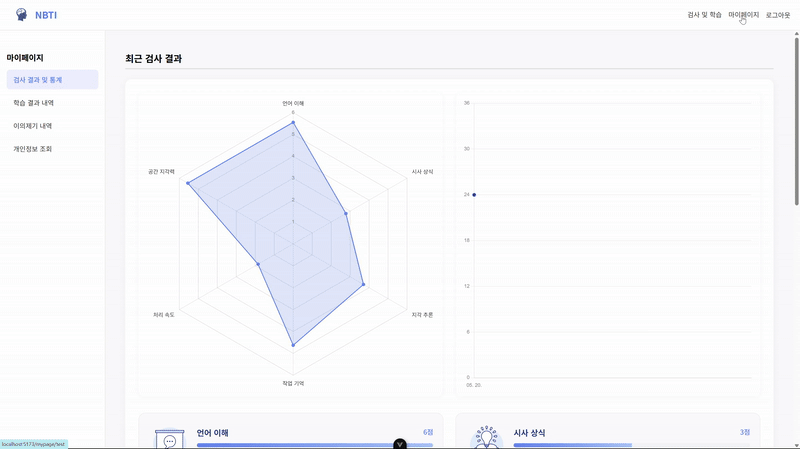 NBTI
검사 및 학습 마이페이지 로그아웃
마이페이지
검사 결과 및 통계
학습 결과 내역
이의제기 내역
개인정보 조회
최근 검사 결과
언어 이해
시사 상식
지각 추론
작업 기억
처리 속도
공간 지각력
6
5
4
3
2
1
36
30
24
18
12
6
0
05. 20.
언어 이해 6점
시사 상식 3점
localhost:5173/mypage/test